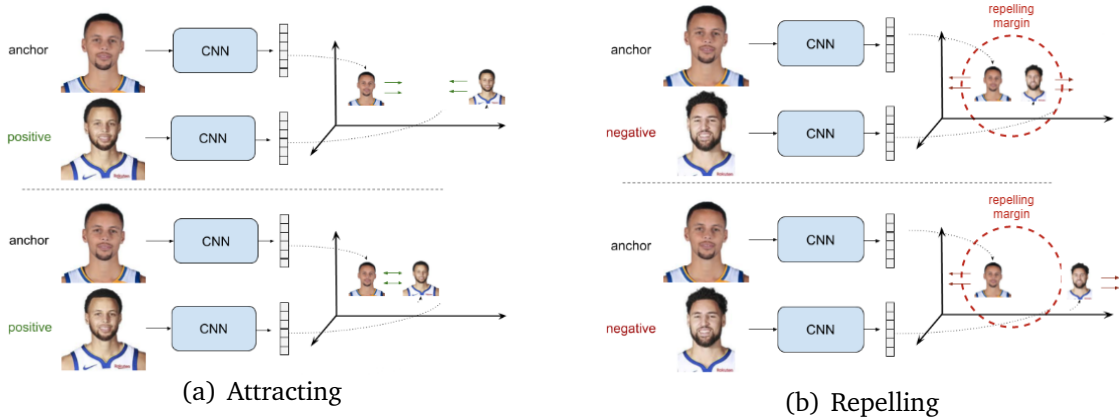 anchor
CNN
positive
CNN
anchor
CNN
positive
CNN
(a) Attracting
repelling
margin
anchor
CNN
negative
CNN
repelling
margin
anchor
CNN
negative
CNN
(b) Repelling